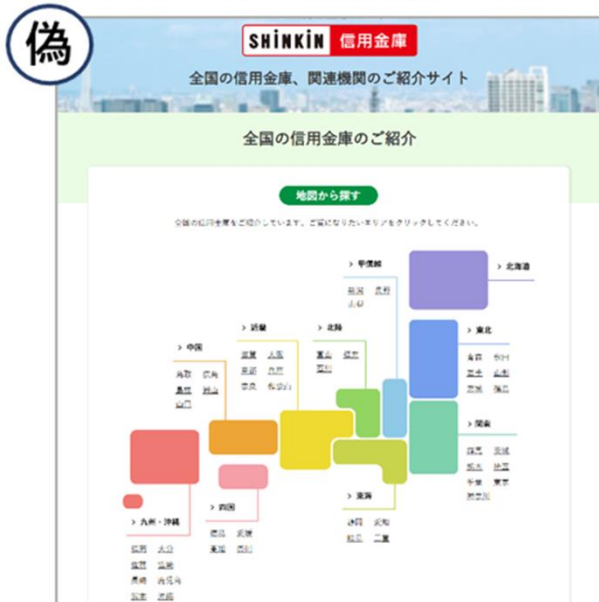 偽
SHINKIN 信用金庫
全国の信用金庫、関連機関のご紹介サイト
全国の信用金庫のご紹介
地図から探す
全国の信用金庫をご紹介しています。ご覧になりたいエリアをクリックしてください。
> 甲信越
新潟 長野
山梨
> 北海道
> 近畿
滋賀 大阪
京都 兵庫
奈良 和歌山
> 北陸
富山 福井
石川
> 東北
青森 秋田
岩手 山形
宮城 福島
> 中国
鳥取 広島
島根 岡山
山口
> 関東
群馬 茨城
栃木 埼玉
千葉 東京
神奈川
> 東海
静岡 愛知
岐阜 三重
> 四国
徳島 愛媛
高知 香川
> 九州・沖縄
福岡 大分
佐賀 宮崎
長崎 鹿児島
熊本 沖縄